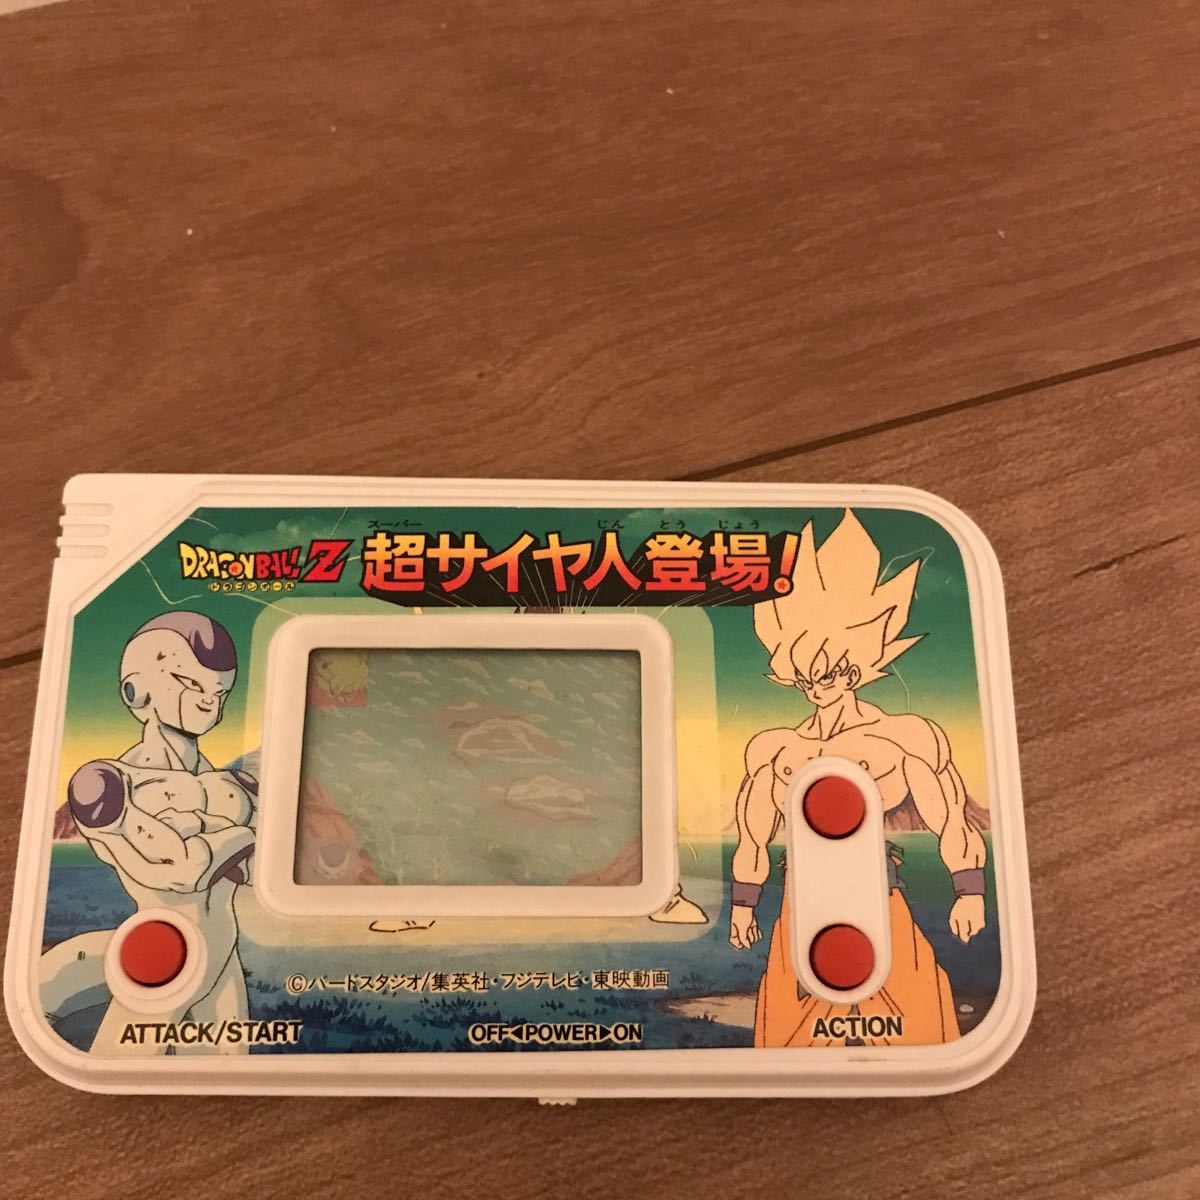 DRAGONBALL Z
ドラゴンボール
スーパー じん とう じょう
超サイヤ人登場!
©バードスタジオ/集英社・フジテレビ・東映動画
ATTACK/START
OFF◀POWER▶ON
ACTION